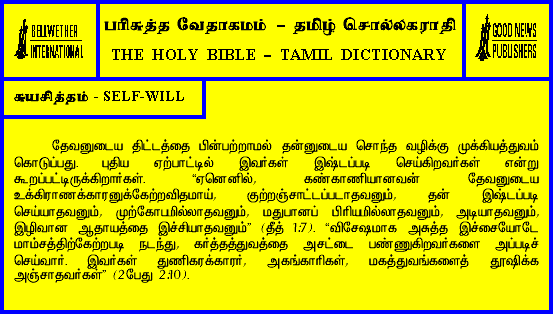 BELLWETHER
INTERNATIONAL
பரிசுத்த வேதாகமம் – தமிழ் சொல்லகராதி
THE HOLY BIBLE – TAMIL DICTIONARY
GOOD NEWS
PUBLISHERS
சுயசித்தம் - SELF-WILL
தேவனுடைய திட்டத்தை பின்பற்றாமல் தன்னுடைய சொந்த வழிக்கு முக்கியத்துவம்
கொடுப்பது. புதிய ஏற்பாட்டில் இவர்கள் இஷ்டப்படி செய்கிறவர்கள் என்று
கூறப்பட்டிருக்கிறார்கள். “ஏனெனில், கண்காணியானவன் தேவனுடைய
உக்கிராணக்காரனுக்கேற்றவிதமாய், குற்றஞ்சாட்டப்படாதவனும், தன் இஷ்டப்படி
செய்யாதவனும், முற்கோபமில்லாதவனும், மதுபானப் பிரியமில்லாதவனும், அடியாதவனும்,
இழிவான ஆதாயத்தை இச்சியாதவனும்” (தீத் 1:7). “விசேஷமாக அசுத்த இச்சையோடே
மாம்சத்திற்கேற்றபடி நடந்து, கர்த்தத்துவத்தை அசட்டை பண்ணுகிறவர்களை அப்படிச்
செய்வார். இவர்கள் துணிகரக்காரர், அகங்காரிகள், மகத்துவங்களைத் தூஷிக்க
அஞ்சாதவர்கள்” (2பேது 2:10).